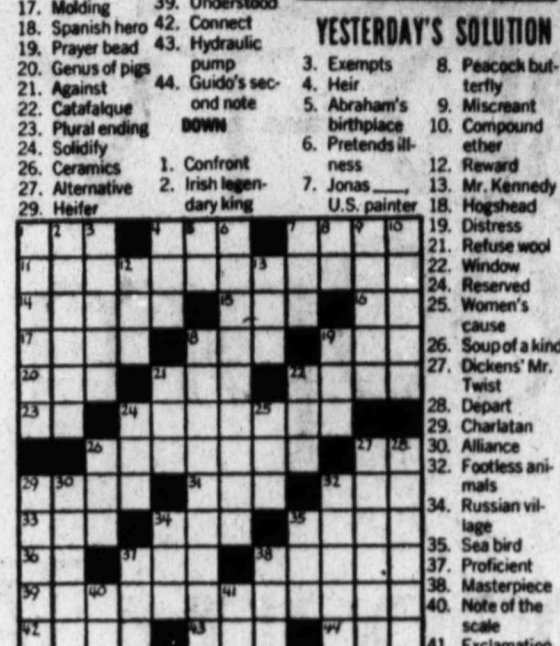 17. Molding
18. Spanish hero
19. Prayer bead
20. Genus of pigs
21. Against
22. Catafalque
23. Plural ending
24. Solidify
26. Ceramics
27. Alternative
29. Heifer
39. Understood
42. Connect
43. Hydraulic
pump
44. Guido's sec-
ond note
DOWN
1. Confront
2. Irish legen-
dary king
YESTERDAY'S SOLUTION
3. Exempts
4. Heir
5. Abraham's
birthplace
6. Pretends ill-
ness
7. Jonas ___,
U.S. painter
8. Peacock but-
terfly
9. Miscreant
10. Compound
ether
12. Reward
13. Mr. Kennedy
18. Hogshead
19. Distress
21. Refuse wool
22. Window
24. Reserved
25. Women's
cause
26. Soup of a kind
27. Dickens' Mr.
Twist
28. Depart
29. Charlatan
30. Alliance
32. Footless ani-
mals
34. Russian vil-
lage
35. Sea bird
37. Proficient
38. Masterpiece
40. Note of the
scale
41. Exclamation
1 2 3 4 5 6 7 8 9 10
11 12 13
14 15 16
17 18 19
20 21 22
23 24 25
26 27 28
29 30 31 32
33 34 35
36 37 38
39 40 41
42 43 44